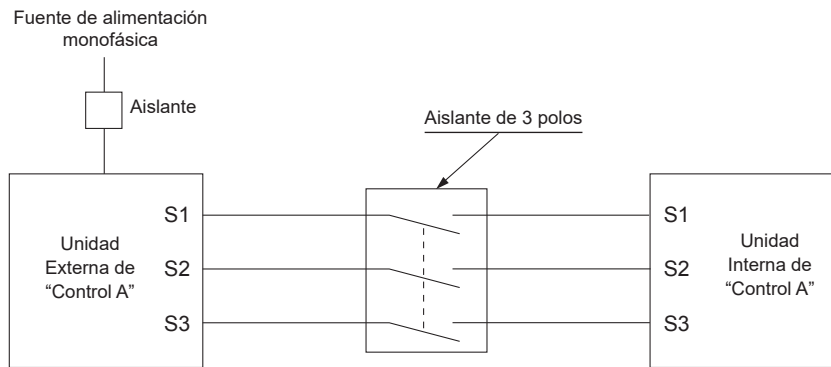 Fuente de alimentación
monofásica
Aislante
Aislante de 3 polos
S1
S2
S3
Unidad
Externa de
“Control A”
S1
S2
S3
Unidad
Interna de
“Control A”